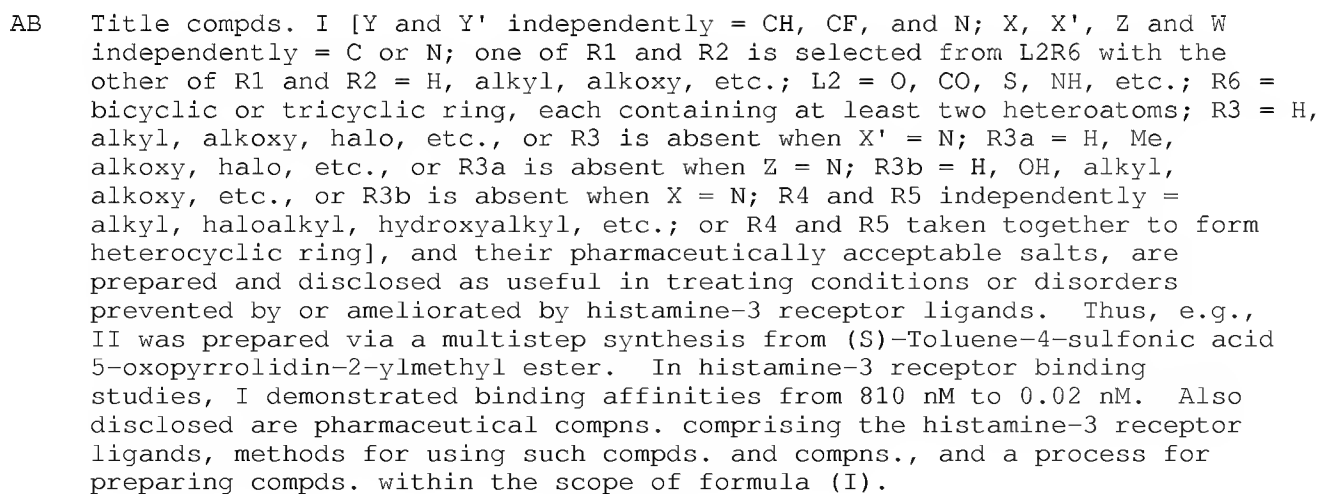 AB Title compds. I [Y and Y' independently = CH, CF, and N; X, X', Z and W
independently = C or N; one of R1 and R2 is selected from L2R6 with the
other of R1 and R2 = H, alkyl, alkoxy, etc.; L2 = O, CO, S, NH, etc.; R6 =
bicyclic or tricyclic ring, each containing at least two heteroatoms; R3 = H,
alkyl, alkoxy, halo, etc., or R3 is absent when X' = N; R3a = H, Me,
alkoxy, halo, etc., or R3a is absent when Z = N; R3b = H, OH, alkyl,
alkoxy, etc., or R3b is absent when X = N; R4 and R5 independently =
alkyl, haloalkyl, hydroxyalkyl, etc.; or R4 and R5 taken together to form
heterocyclic ring], and their pharmaceutically acceptable salts, are
prepared and disclosed as useful in treating conditions or disorders
prevented by or ameliorated by histamine-3 receptor ligands. Thus, e.g.,
II was prepared via a multistep synthesis from (S)-Toluene-4-sulfonic acid
5-oxopyrrolidin-2-ylmethyl ester. In histamine-3 receptor binding
studies, I demonstrated binding affinities from 810 nM to 0.02 nM. Also
disclosed are pharmaceutical compns. comprising the histamine-3 receptor
ligands, methods for using such compds. and compns., and a process for
preparing compds. within the scope of formula (I).